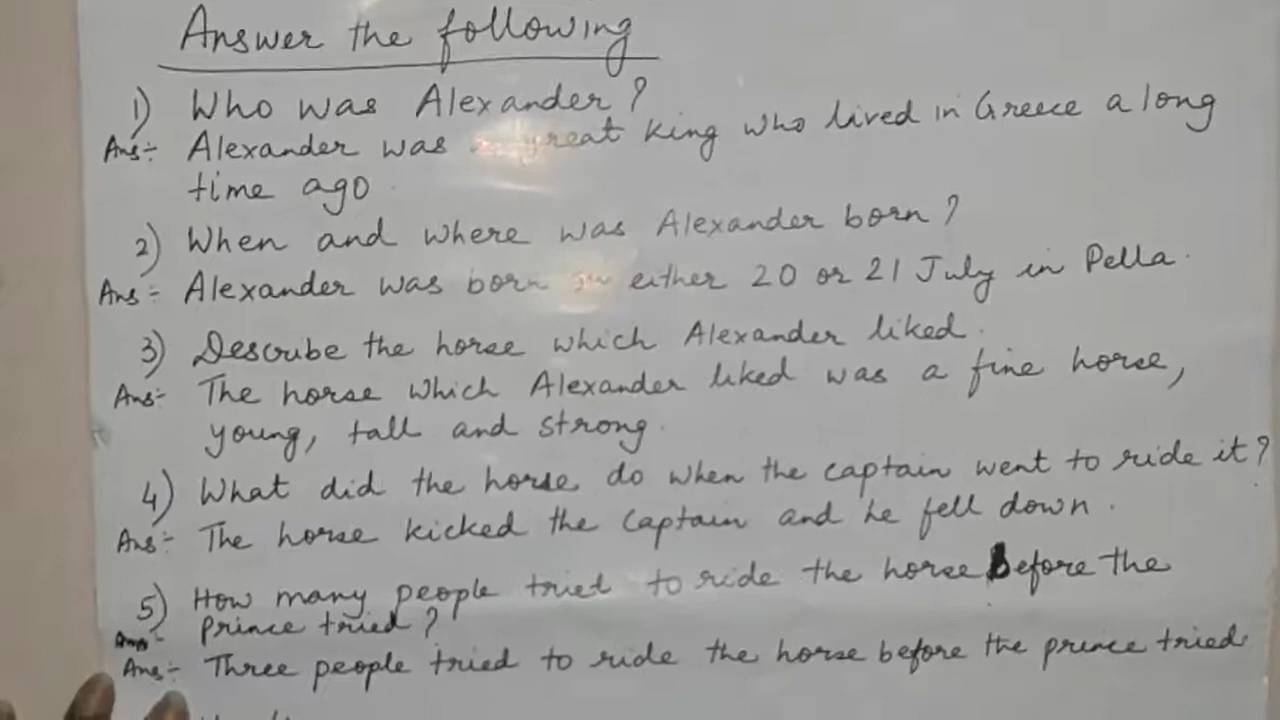 Answer the following
1) Who was Alexander?
Ans:- Alexander was a great king who lived in Greece a long
time ago.
2) When and where was Alexander born?
Ans:- Alexander was born in either 20 or 21 July in Pella.
3) Describe the horse which Alexander liked.
Ans:- The horse which Alexander liked was a fine horse,
young, tall and strong.
4) What did the horse do when the captain went to ride it?
Ans:- The horse kicked the captain and he fell down.
5) How many people tried to ride the horse Before the
Prince tried?
Ans:- Three people tried to ride the horse before the prince tried